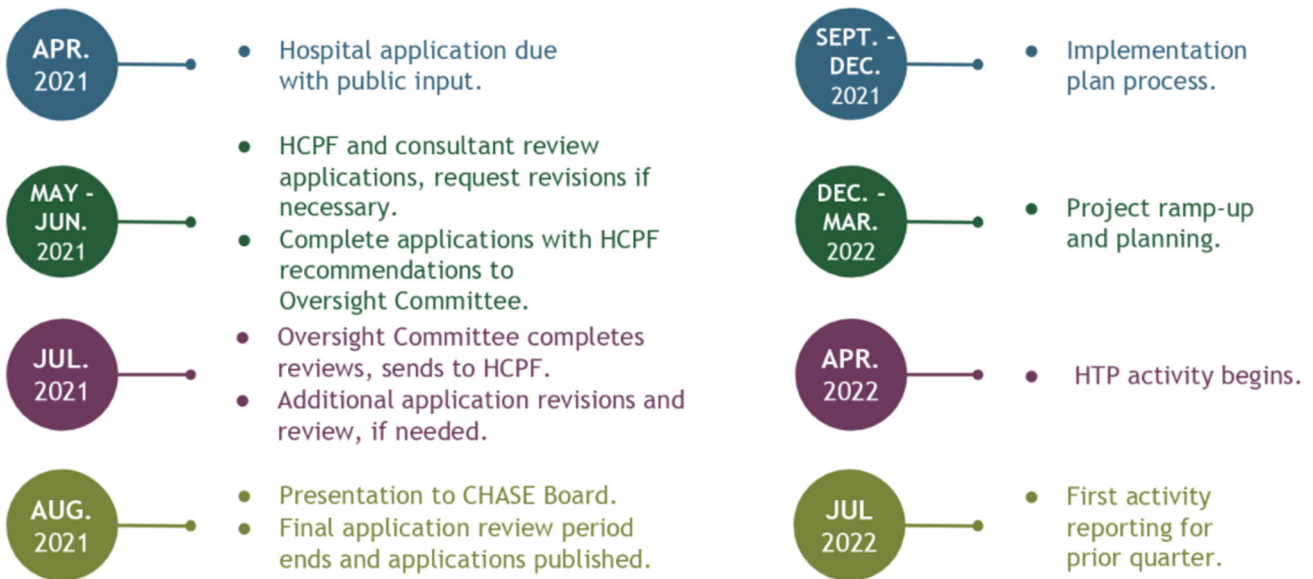 APR.
2021
• Hospital application due
with public input.
MAY -
JUN.
2021
• HCPF and consultant review
applications, request revisions if
necessary.
• Complete applications with HCPF
recommendations to
Oversight Committee.
JUL.
2021
• Oversight Committee completes
reviews, sends to HCPF.
• Additional application revisions and
review, if needed.
AUG.
2021
• Presentation to CHASE Board.
• Final application review period
ends and applications published.
SEPT. -
DEC.
2021
• Implementation
plan process.
DEC. -
MAR.
2022
• Project ramp-up
and planning.
APR.
2022
• HTP activity begins.
JUL
2022
• First activity
reporting for
prior quarter.